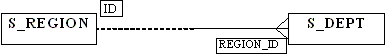 ID
S_REGION
S_DEPT
REGION_ID